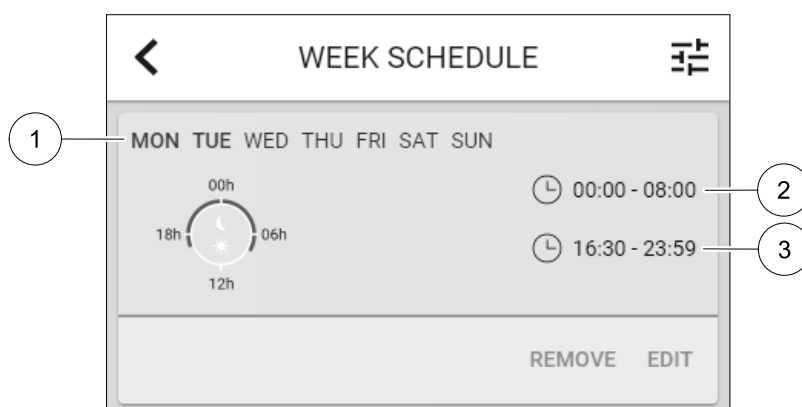 WEEK SCHEDULE
1
MON TUE WED THU FRI SAT SUN
00h
18h 06h
12h
00:00 - 08:00 2
16:30 - 23:59 3
REMOVE EDIT